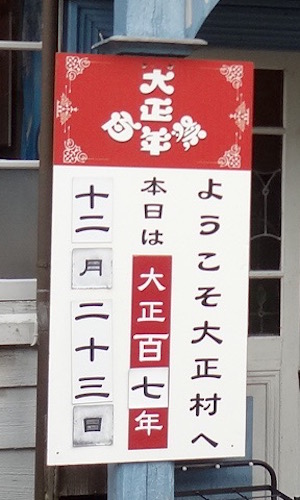 大正百年祭
ようこそ大正村へ
本日は大正百七年
十二月二十三日